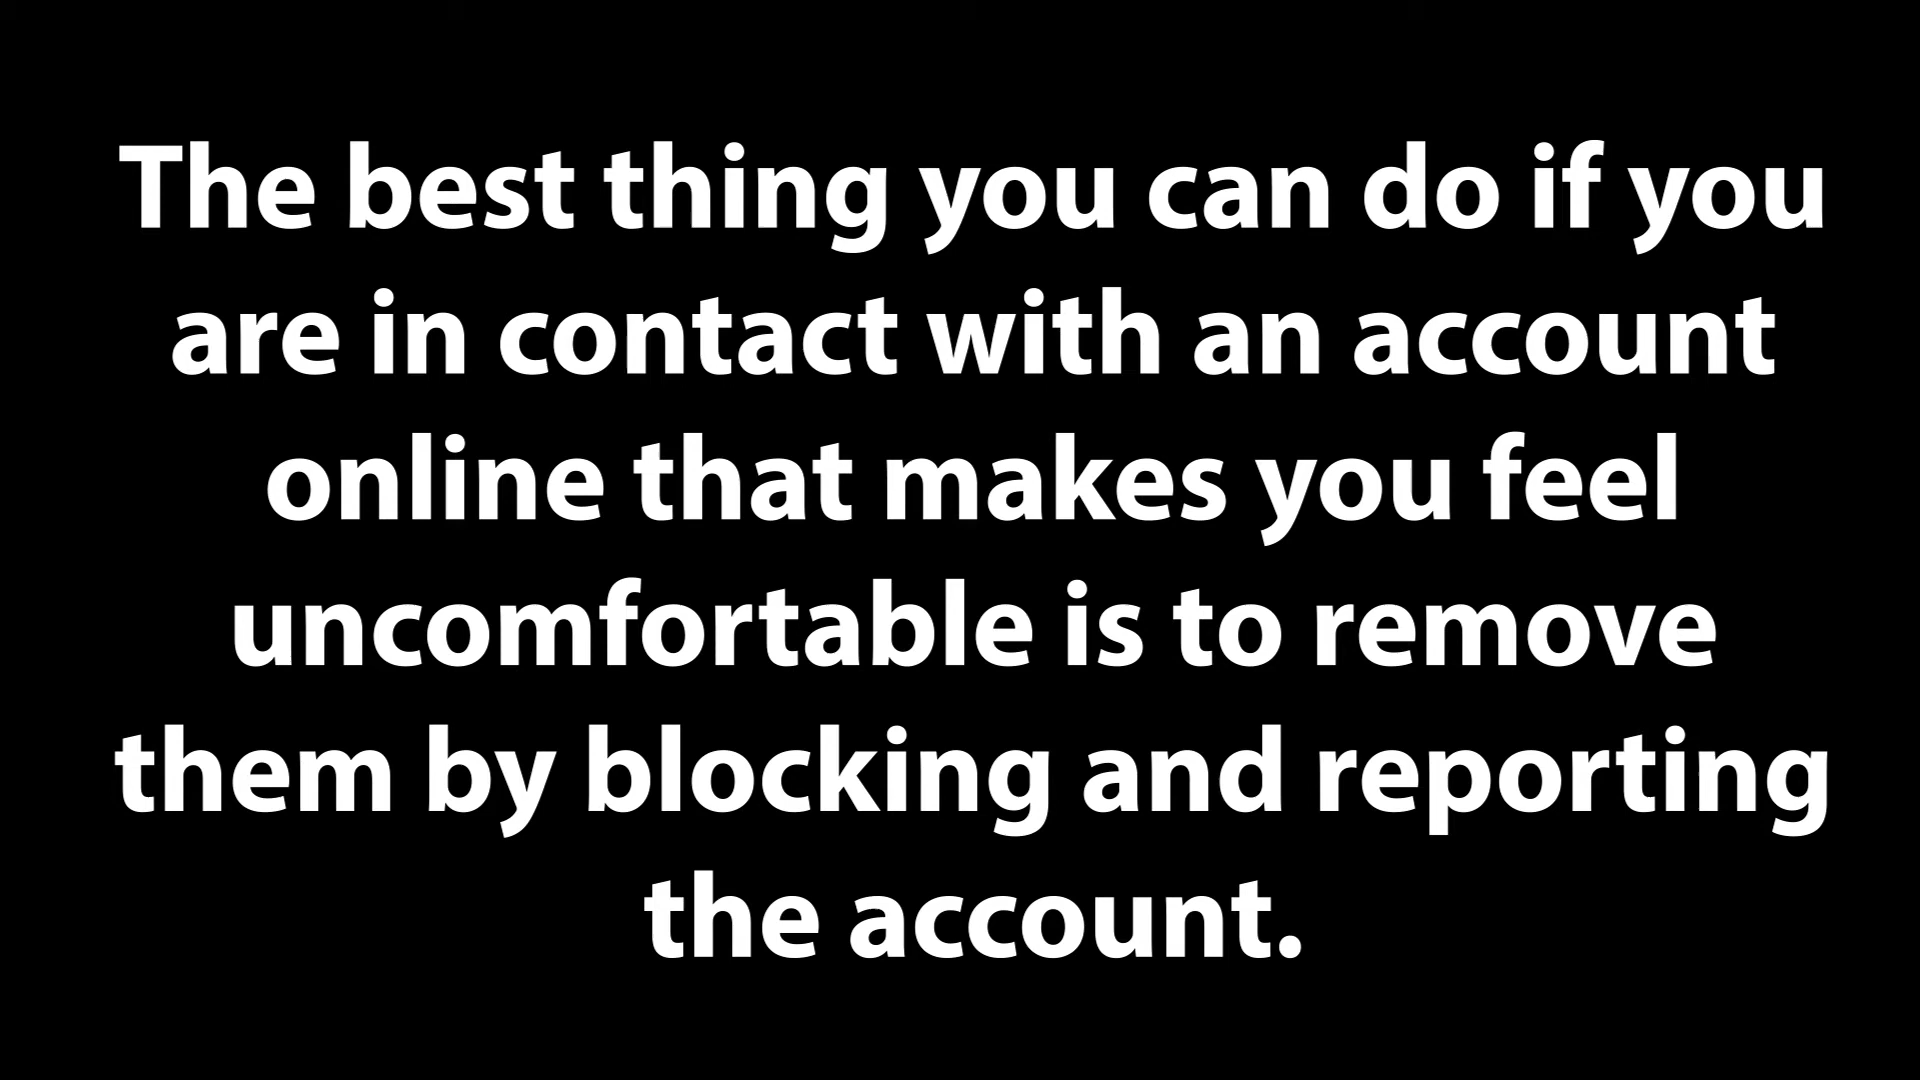 The best thing you can do if you
are in contact with an account
online that makes you feel
uncomfortable is to remove
them by blocking and reporting
the account.